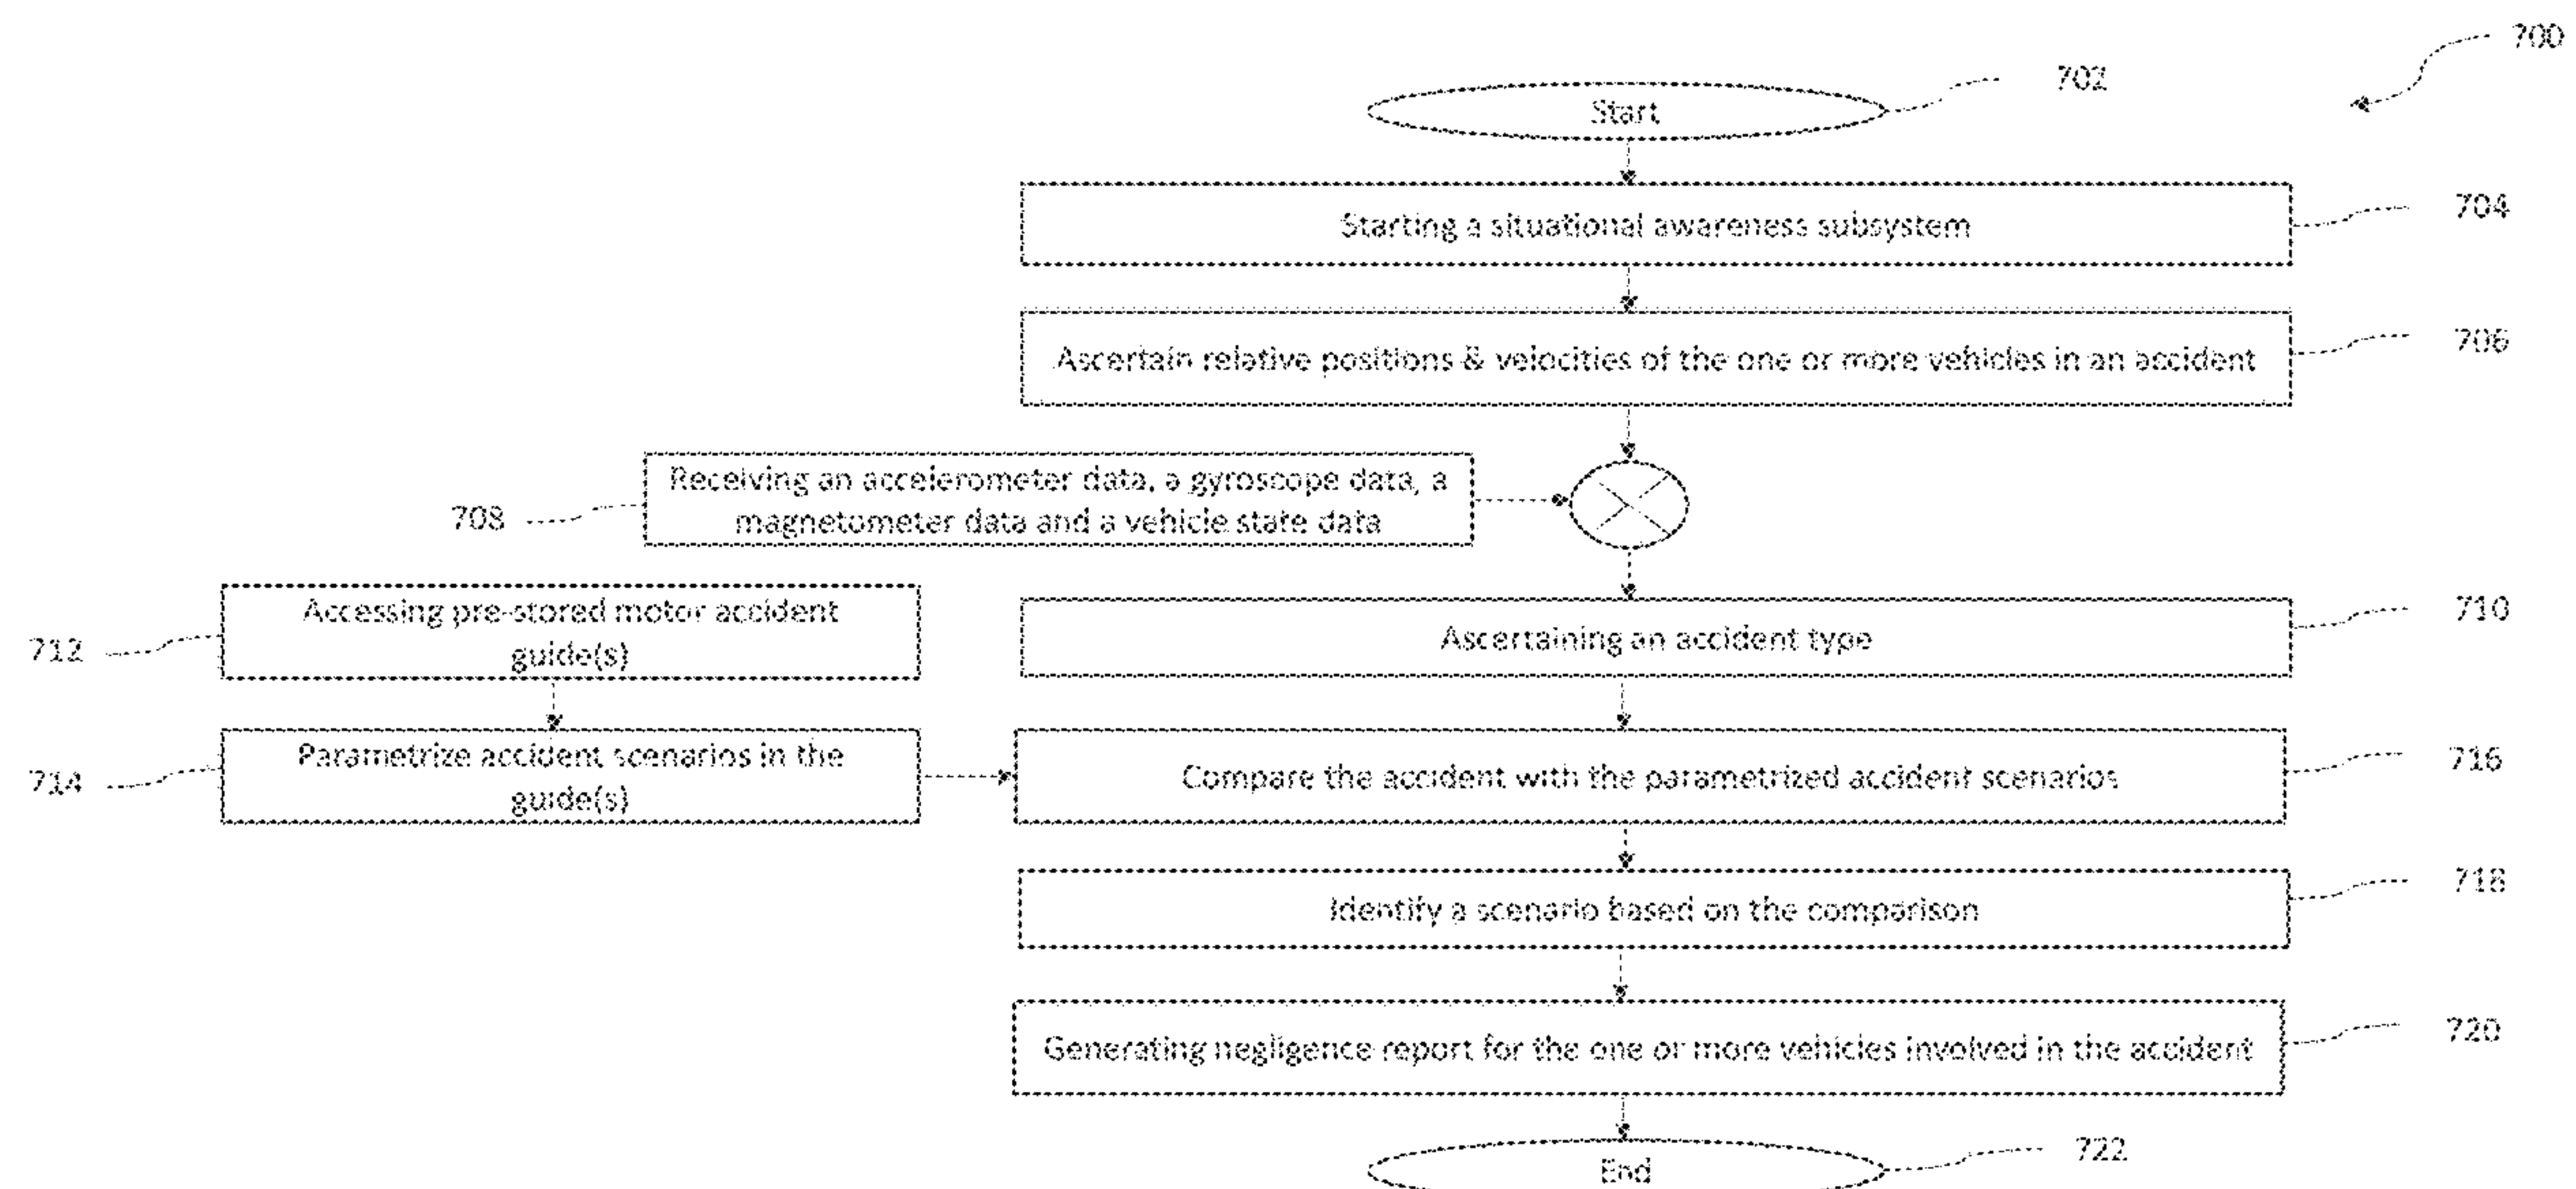 700
702
Start
Starting a situational awareness subsystem
704
Ascertain relative positions & velocities of the one or more vehicles in an accident
706
Receiving an accelerometer data, a gyroscope data, a
magnetometer data and a vehicle state data
708
Accessing pre-stored motor accident
guide(s)
712
Ascertaining an accident type
710
Parametrize accident scenarios in the
guide(s)
714
Compare the accident with the parametrized accident scenarios
716
Identify a scenario based on the comparison
718
Generating negligence report for the one or more vehicles involved in the accident
720
End
722